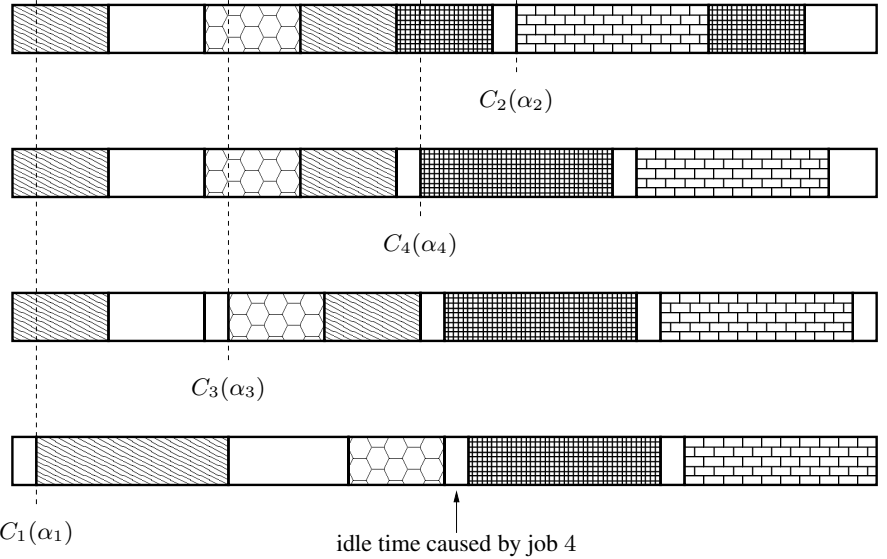 C₂(α₂)
C₄(α₄)
C₃(α₃)
C₁(α₁)
idle time caused by job 4